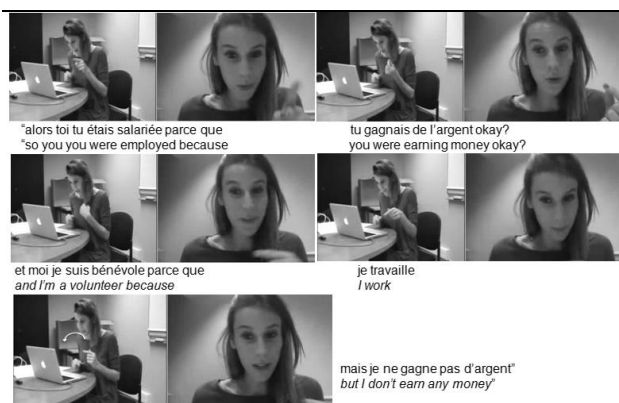 "alors toi tu étais salariée parce que
"so you you were employed because
tu gagnais de l'argent okay?
you were earning money okay?
et moi je suis bénévole parce que
and I'm a volunteer because
je travaille
I work
mais je ne gagne pas d'argent"
but I don't earn any money"